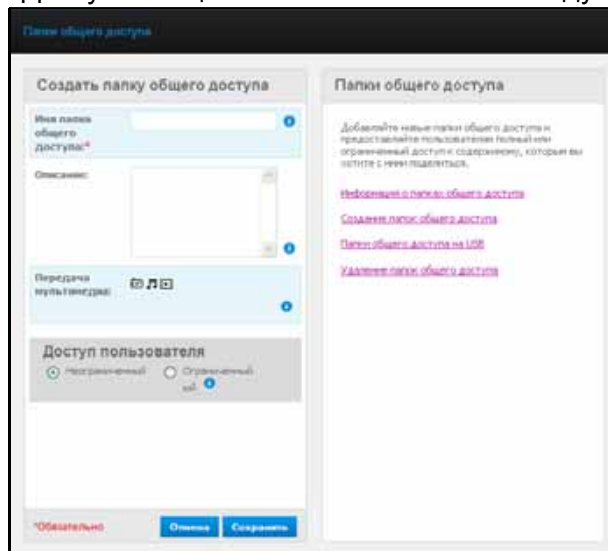 Папки общего доступа
Создать папку общего доступа
Имя папки
общего
доступа:*
Описание:
Передача
мультимедиа:
Доступ пользователя
Неограниченный
Ограниченный
*Обязательно
Отмена
Сохранить
Папки общего доступа
Добавляйте новые папки общего доступа и
предоставляйте пользователям полный или
ограниченный доступ к содержимому, которым вы
хотите с ними поделиться.
Информация о папках общего доступа
Создание папок общего доступа
Папки общего доступа на USB
Удаление папок общего доступа